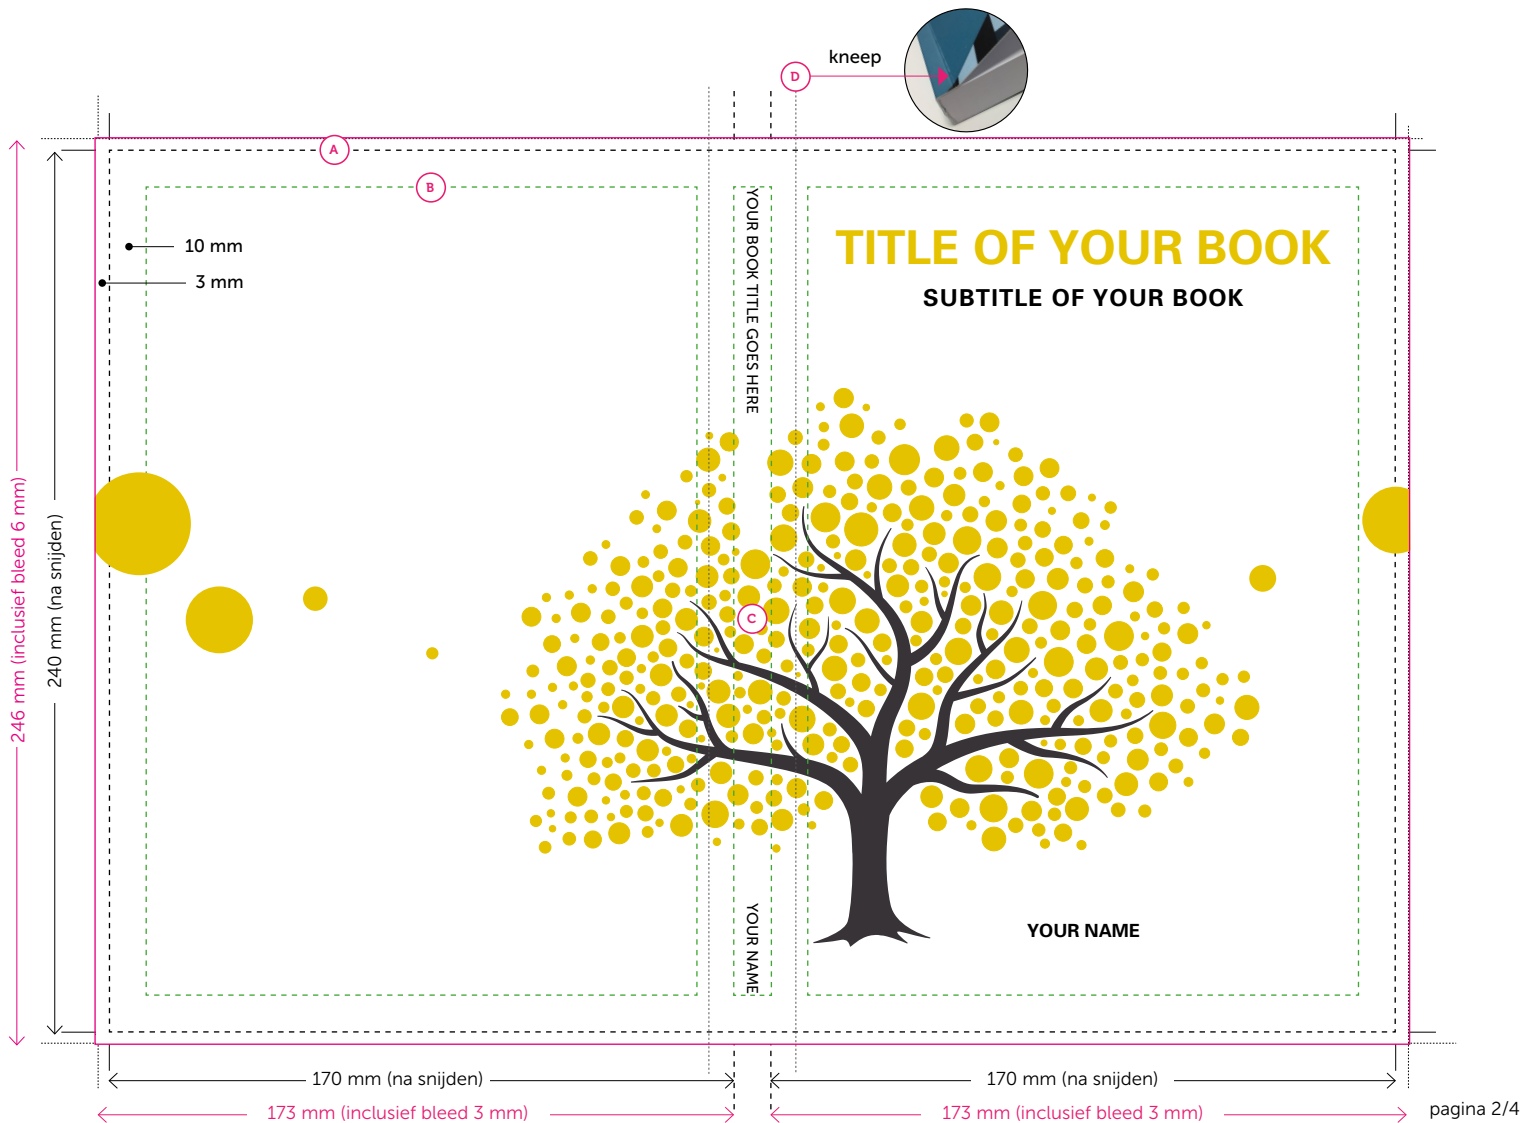 kneep
D
A
B
10 mm
3 mm
246 mm (inclusief bleed 6 mm)
240 mm (na snijden)
YOUR BOOK TITLE GOES HERE
TITLE OF YOUR BOOK
SUBTITLE OF YOUR BOOK
C
YOUR NAME
YOUR NAME
170 mm (na snijden)
170 mm (na snijden)
173 mm (inclusief bleed 3 mm)
173 mm (inclusief bleed 3 mm)
pagina 2/4